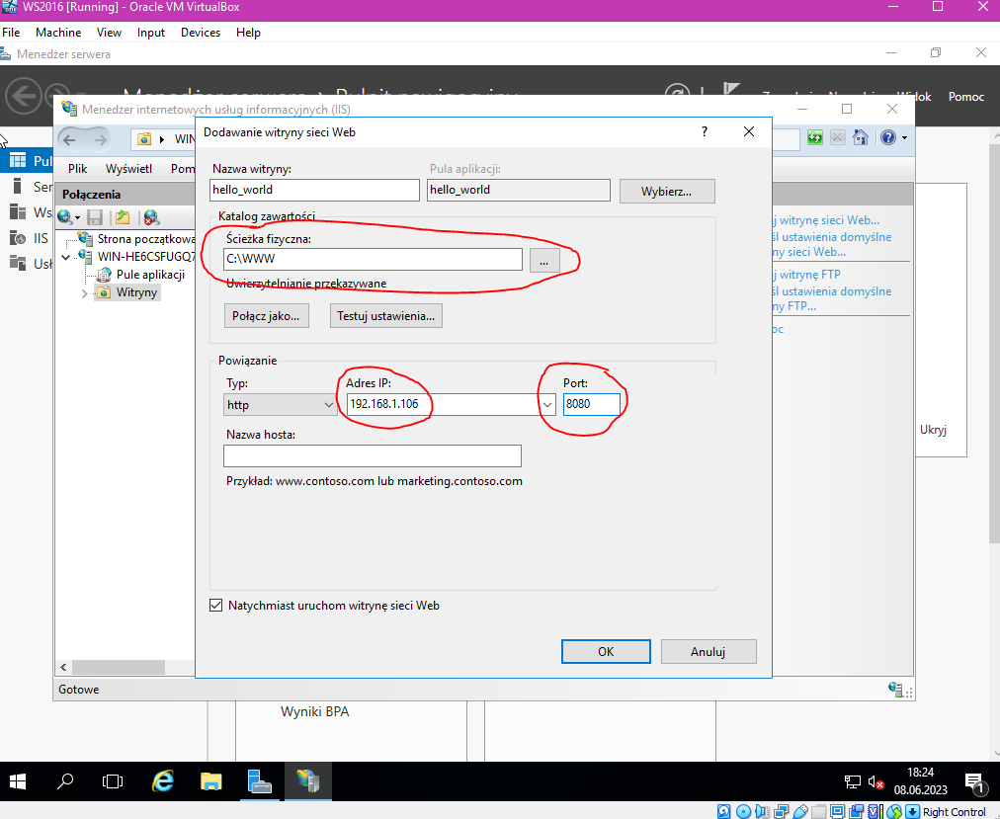 WS2016 [Running] - Oracle VM VirtualBox
File Machine View Input Devices Help
Menedżer serwera
Widok Pomoc
Menedżer internetowych usług informacyjnych (IIS)
WIN
Plik Wyświetl Pom
Połączenia
Strona początkowa
WIN-HE6CSFUGQ7
Pule aplikacji
Witryny
Pul
Ser
Ws
IIS
Usł
Dodawanie witryny sieci Web
?
Nazwa witryny:
Pula aplikacji:
hello_world
hello_world
Wybierz...
Katalog zawartości
Ścieżka fizyczna:
C:\WWW
...
Uwierzytelnianie przekazywane
Połącz jako...
Testuj ustawienia...
Powiązanie
Typ:
Adres IP:
Port:
http
192.168.1.106
8080
Nazwa hosta:
Przykład: www.contoso.com lub marketing.contoso.com
Natychmiast uruchom witrynę sieci Web
OK
Anuluj
j witrynę sieci Web...
śl ustawienia domyślne
ny sieci Web...
j witrynę FTP
śl ustawienia domyślne
ny FTP...
oc
Ukryj
Gotowe
Wyniki BPA
18:24
08.06.2023
1
Right Control